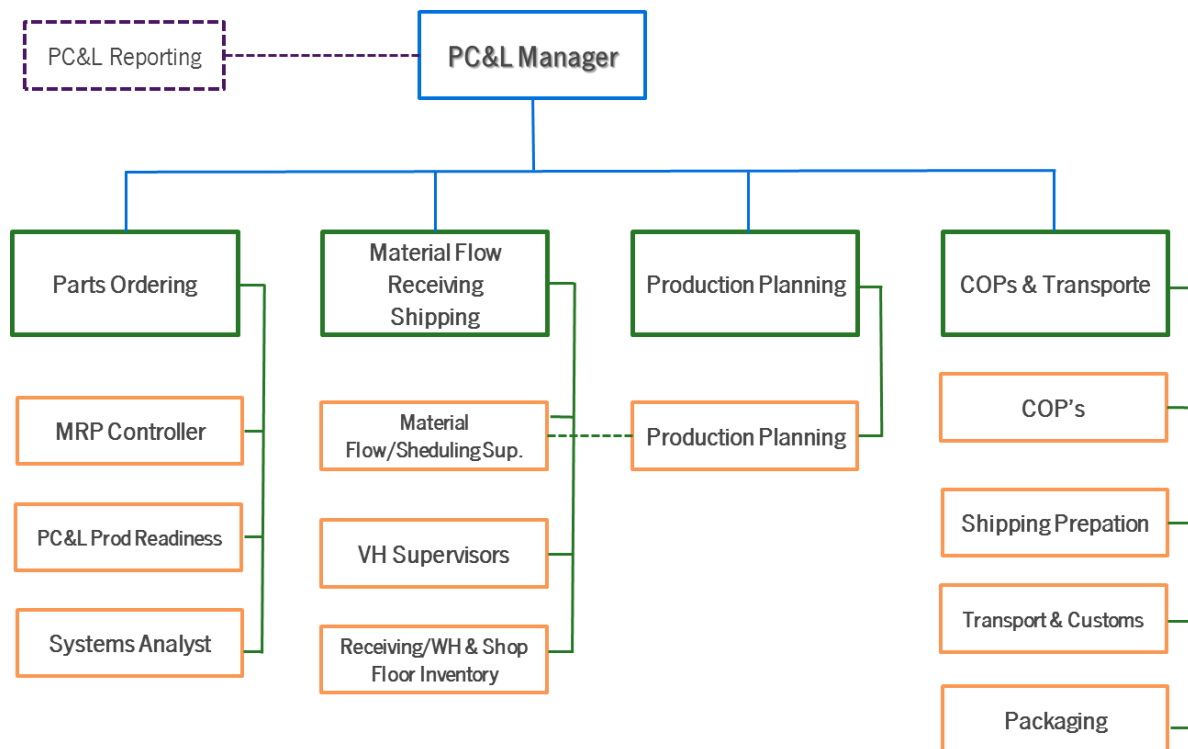 PC&L Reporting
PC&L Manager
Parts Ordering
Material Flow
Receiving
Shipping
Production Planning
COPs & Transporte
MRP Controller
Material
Flow/Sheduling Sup.
Production Planning
COP's
PC&L Prod Readiness
VH Supervisors
Shipping Prepation
Systems Analyst
Receiving/WH & Shop
Floor Inventory
Transport & Customs
Packaging